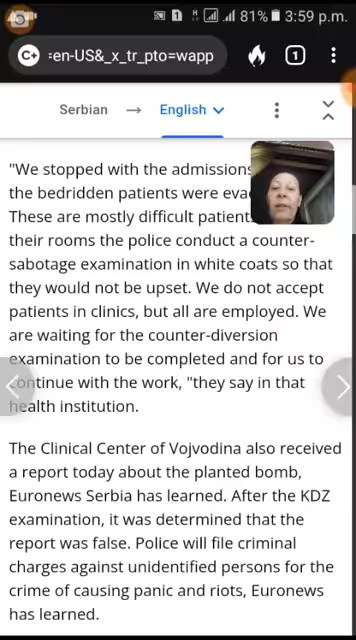 81% 3:59 p.m.
C+ :en-US&_x_tr_pto=wapp 1
Serbian → English
"We stopped with the admissions
the bedridden patients were eva
These are mostly difficult patient
their rooms the police conduct a counter-
sabotage examination in white coats so that
they would not be upset. We do not accept
patients in clinics, but all are employed. We
are waiting for the counter-diversion
examination to be completed and for us to
continue with the work, "they say in that
health institution.
The Clinical Center of Vojvodina also received
a report today about the planted bomb,
Euronews Serbia has learned. After the KDZ
examination, it was determined that the
report was false. Police will file criminal
charges against unidentified persons for the
crime of causing panic and riots, Euronews
has learned.